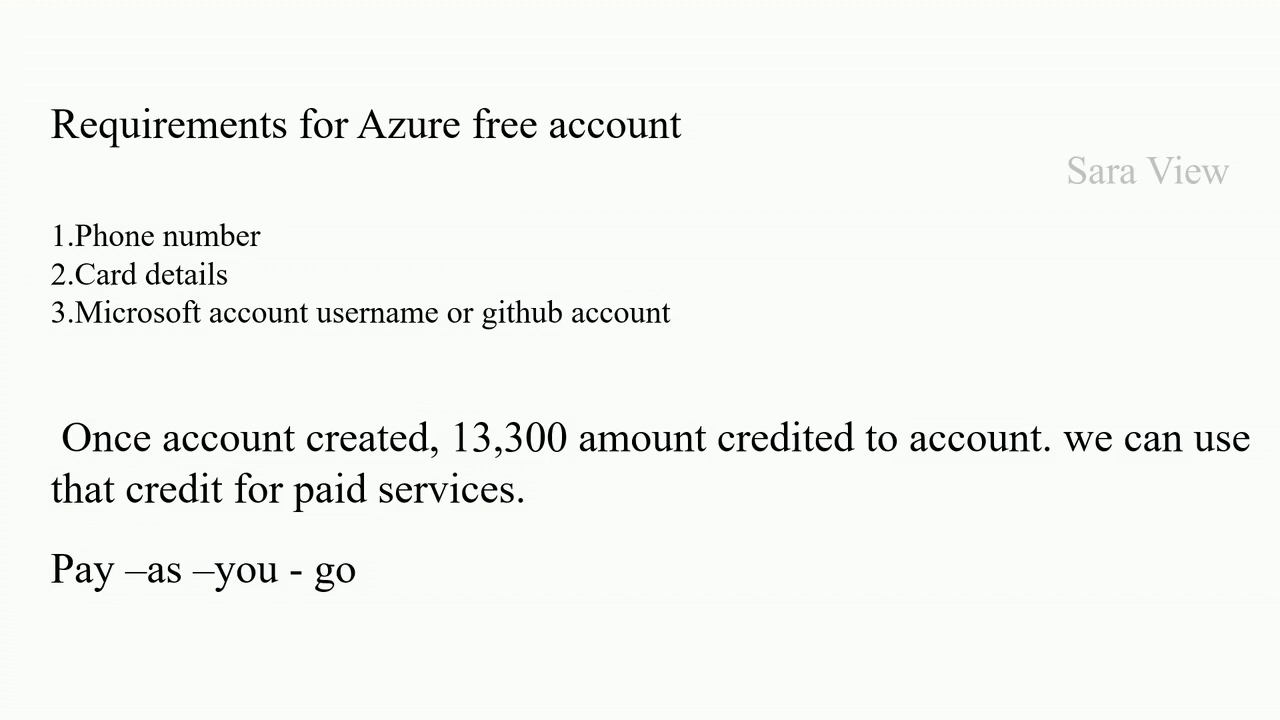 Requirements for Azure free account
Sara View
1.Phone number
2.Card details
3.Microsoft account username or github account
Once account created, 13,300 amount credited to account. we can use
that credit for paid services.
Pay –as –you - go